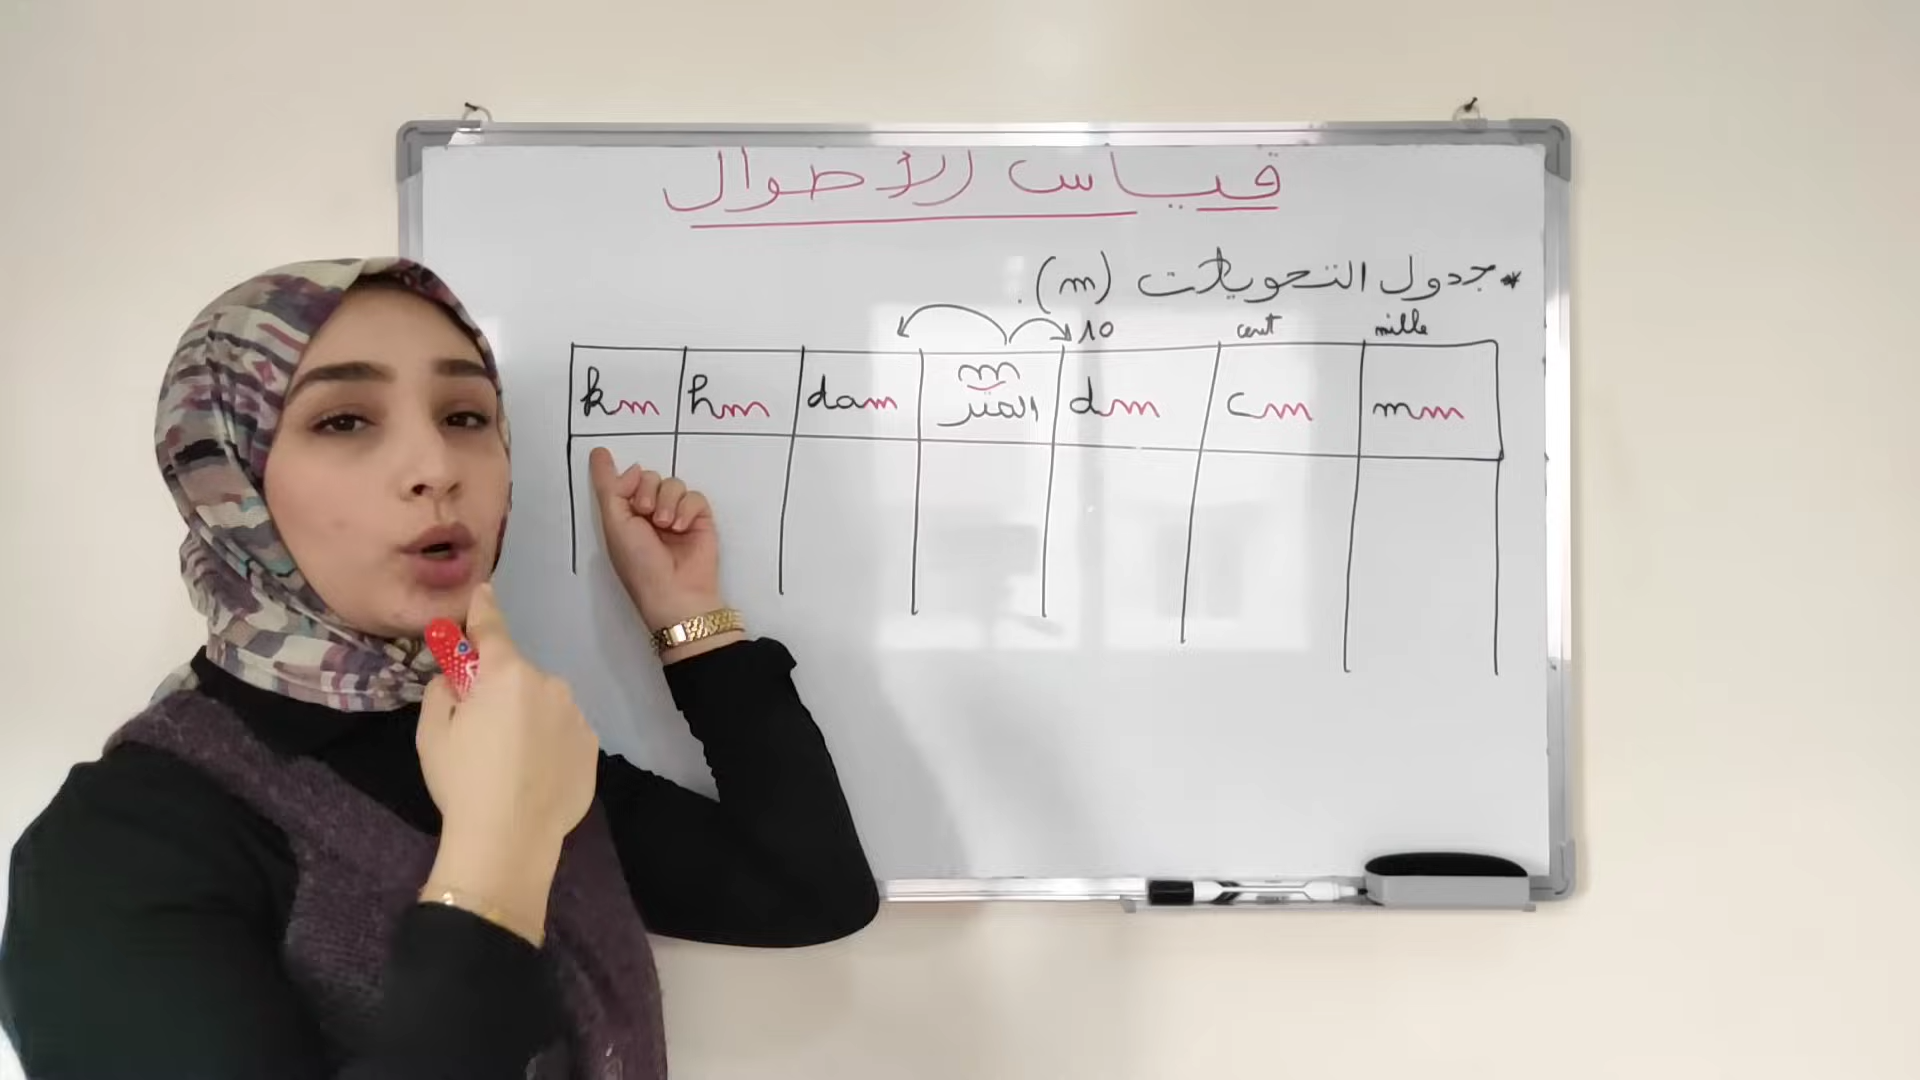 قياس الأطوال
* جدول التحويلات (m).
10 cent mille
km hm dam m dm cm mm
المتر